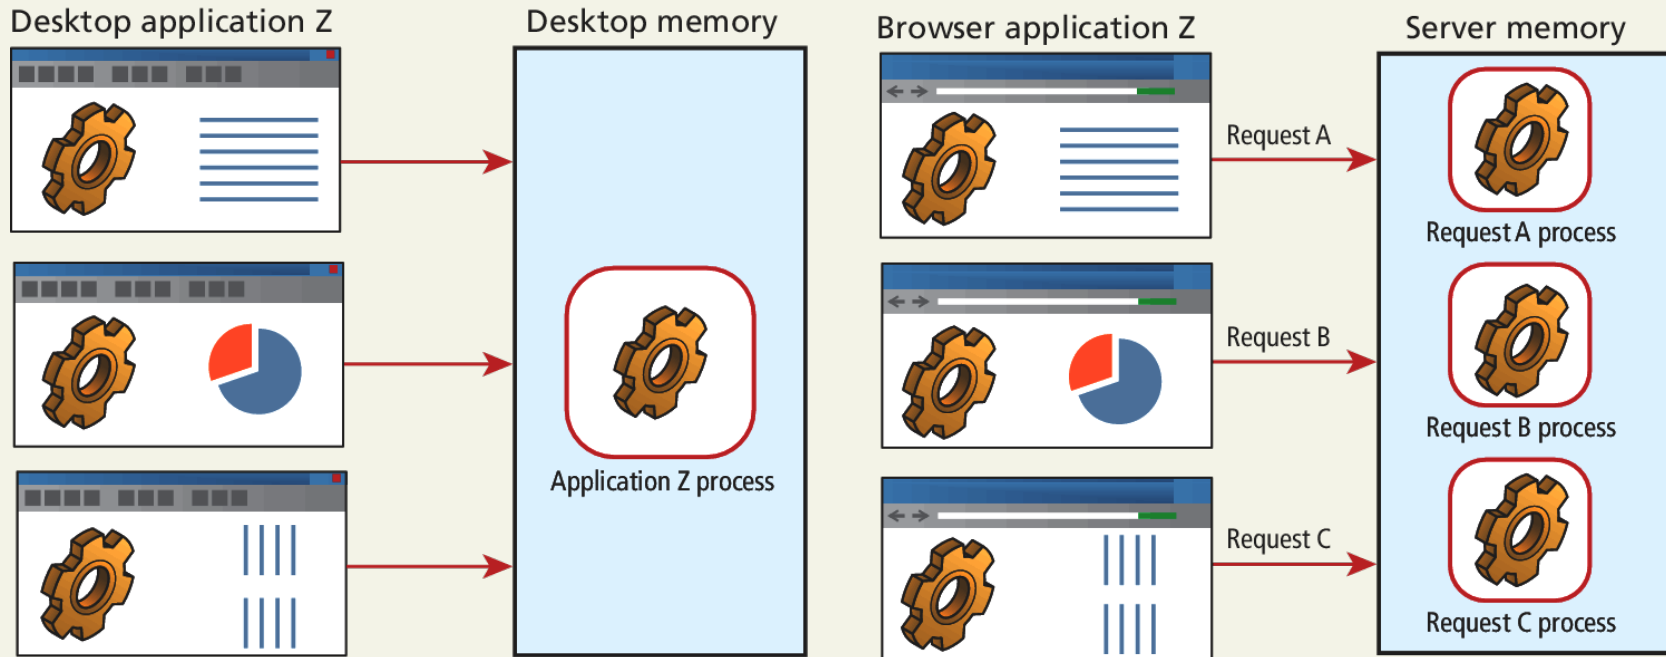 Desktop application Z
Desktop memory
Application Z process
Browser application Z
Server memory
Request A
Request A process
Request B
Request B process
Request C
Request C process